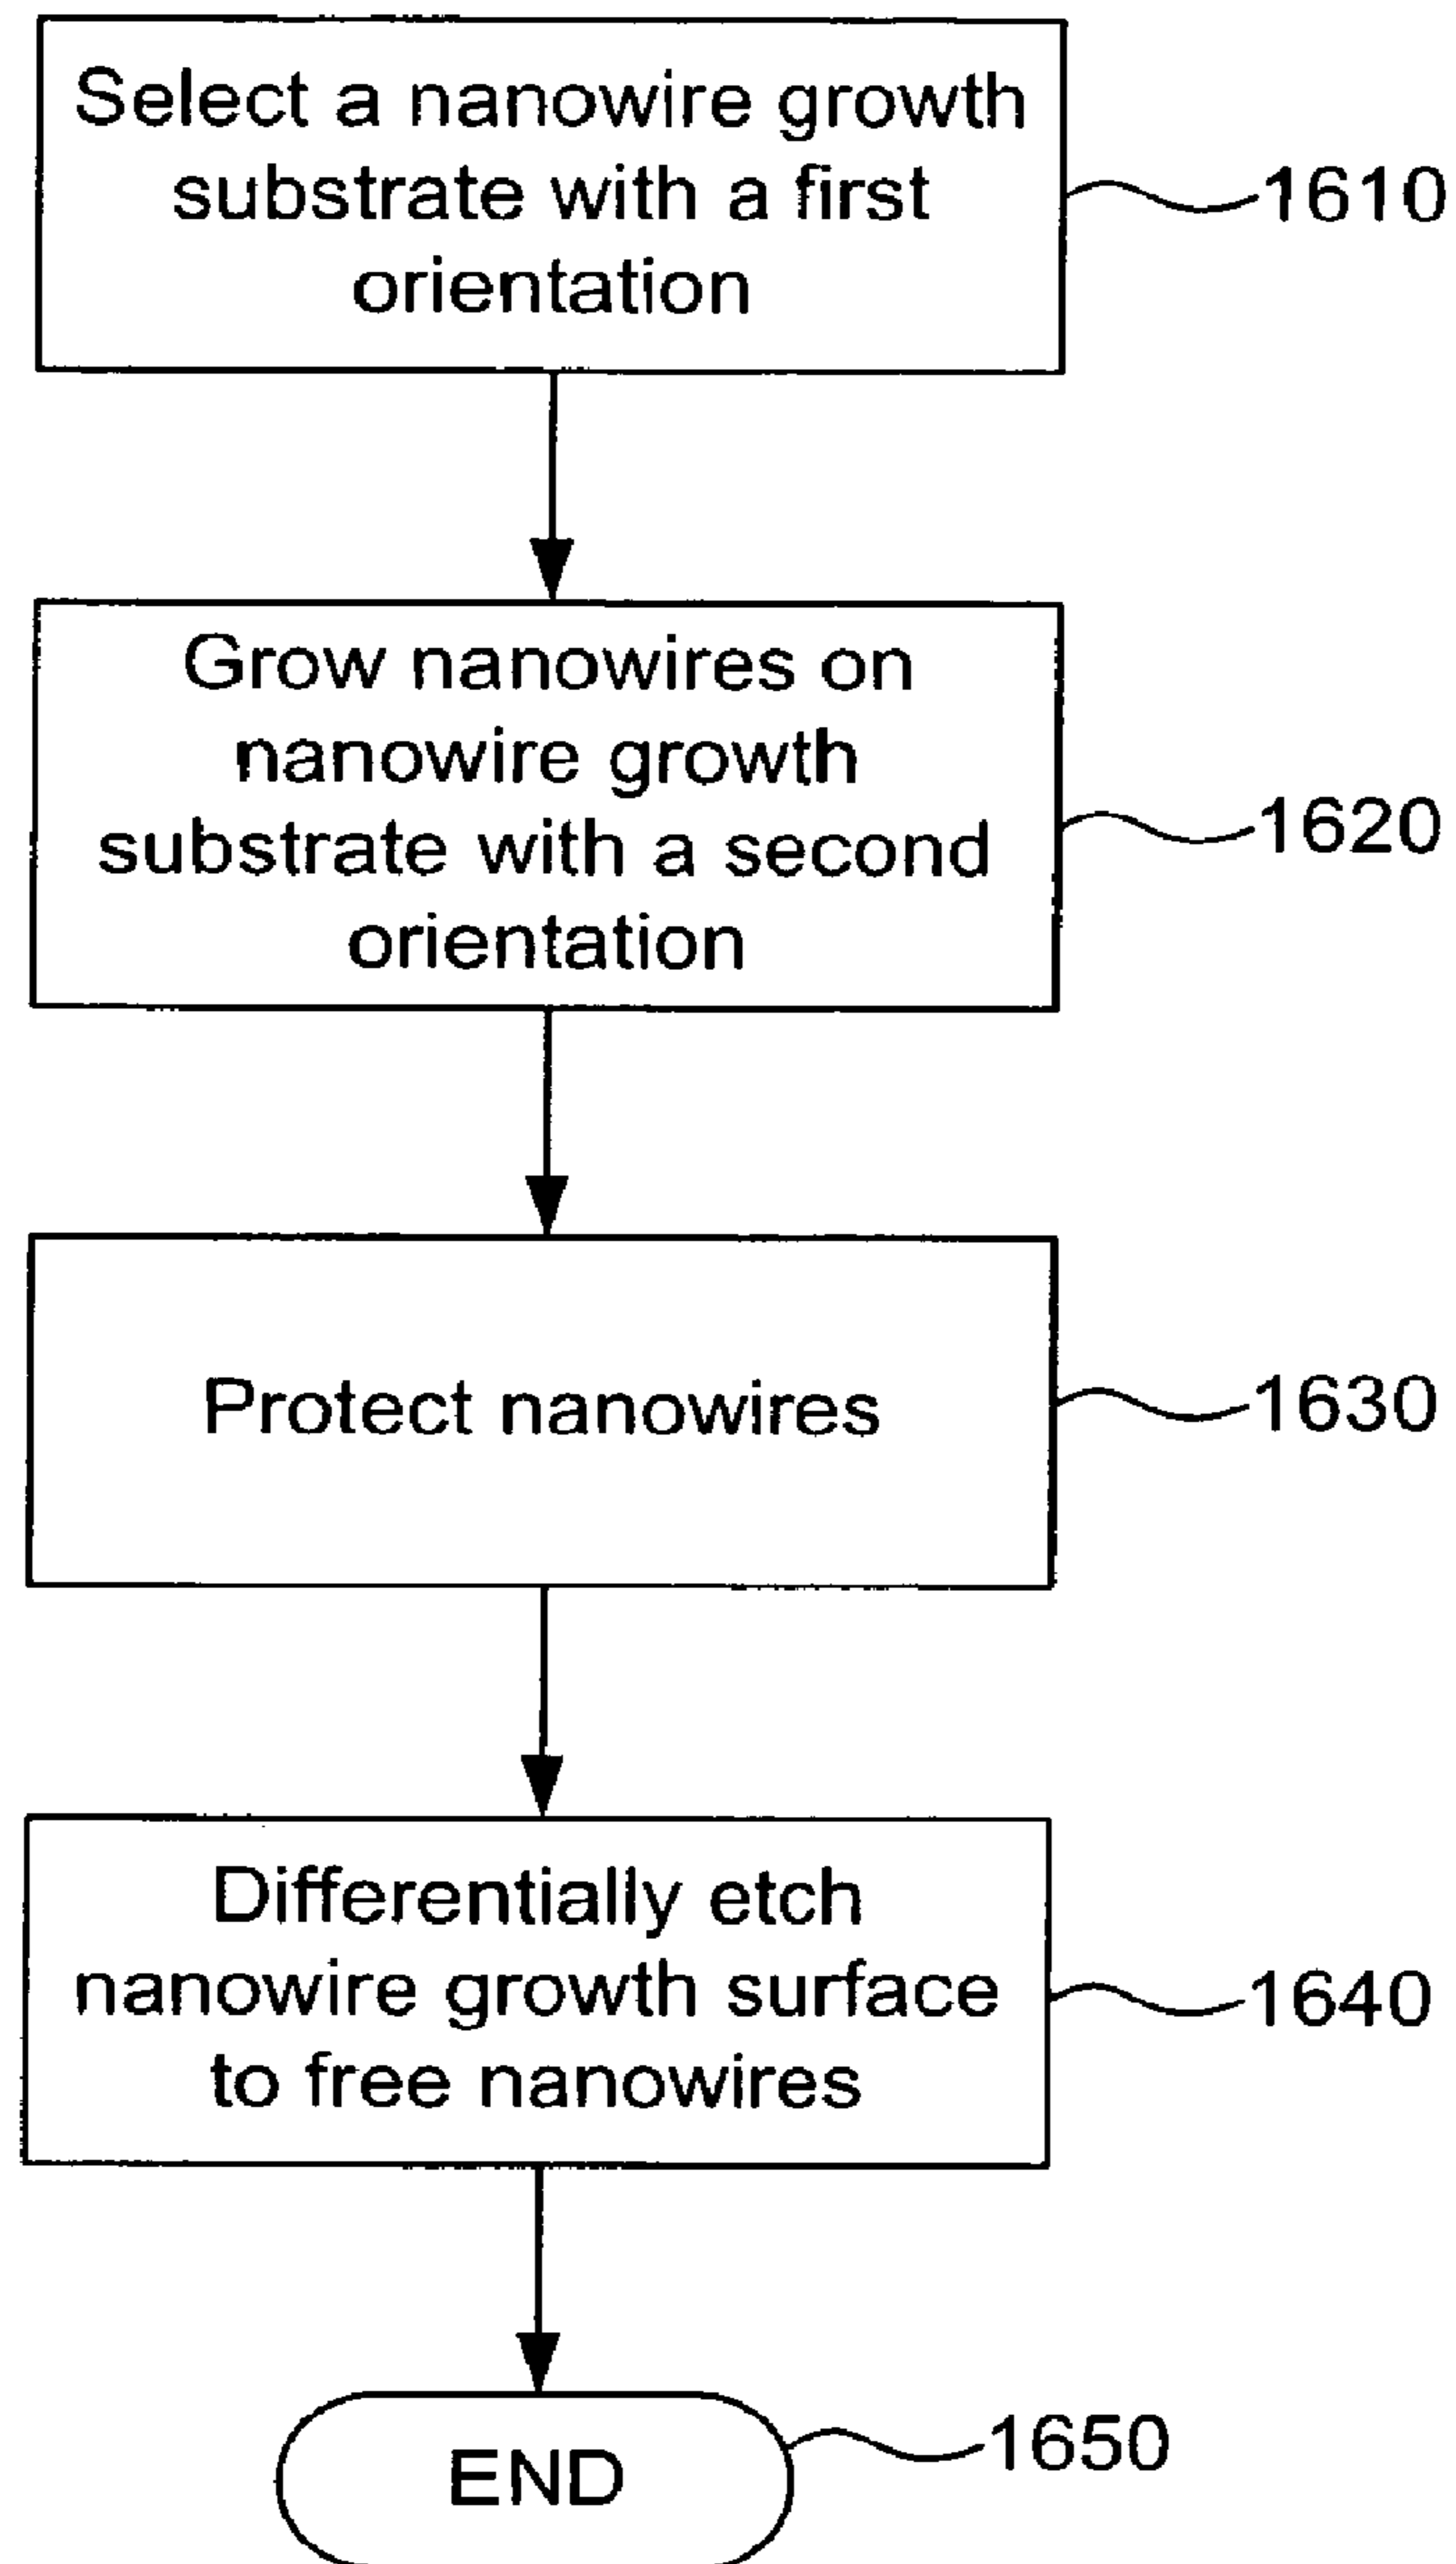 Select a nanowire growth
substrate with a first
orientation
1610
Grow nanowires on
nanowire growth
substrate with a second
orientation
1620
Protect nanowires
1630
Differentially etch
nanowire growth surface
to free nanowires
1640
END
1650